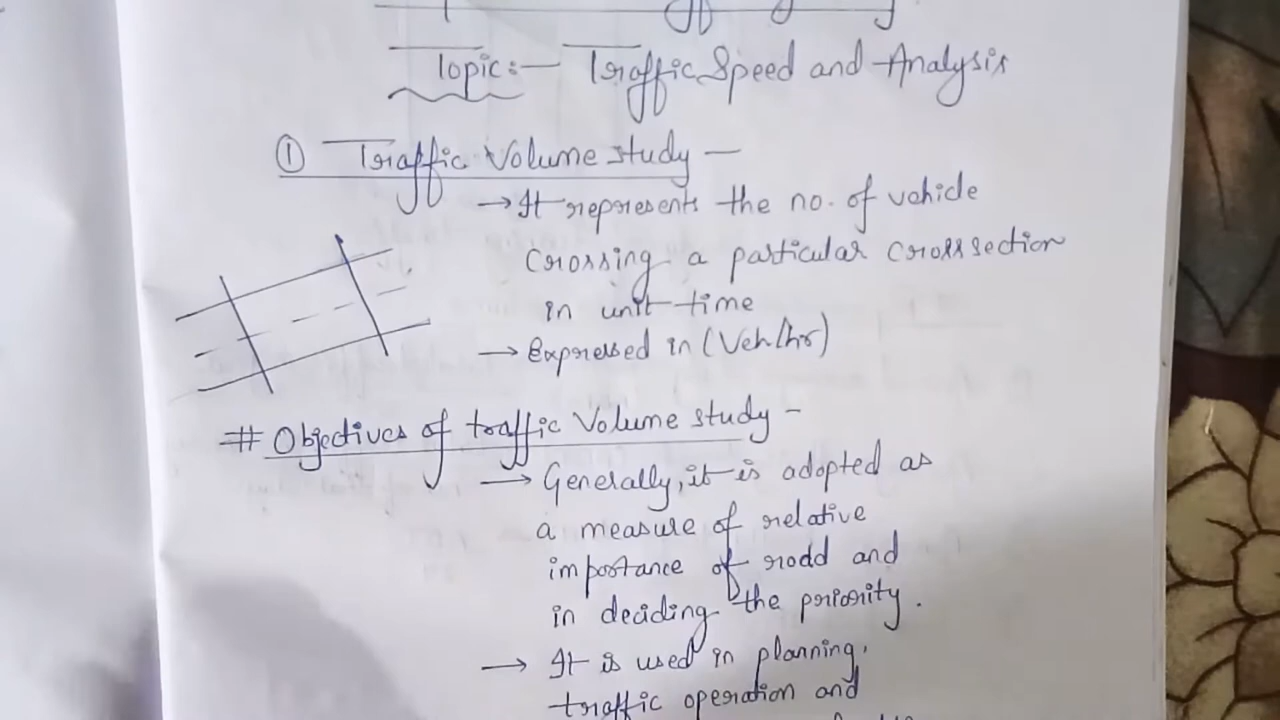 Topic:- Traffic Speed and Analysis
① Traffic Volume study -
→ It represents the no. of vehicle
crossing a particular crosssection
in unit time
→ Expressed in (Veh/hr)
# Objectives of traffic Volume study -
→ Generally, it is adopted as
a measure of relative
importance of rodd and
in deciding the priority.
→ It is used in planning,
traffic operation and